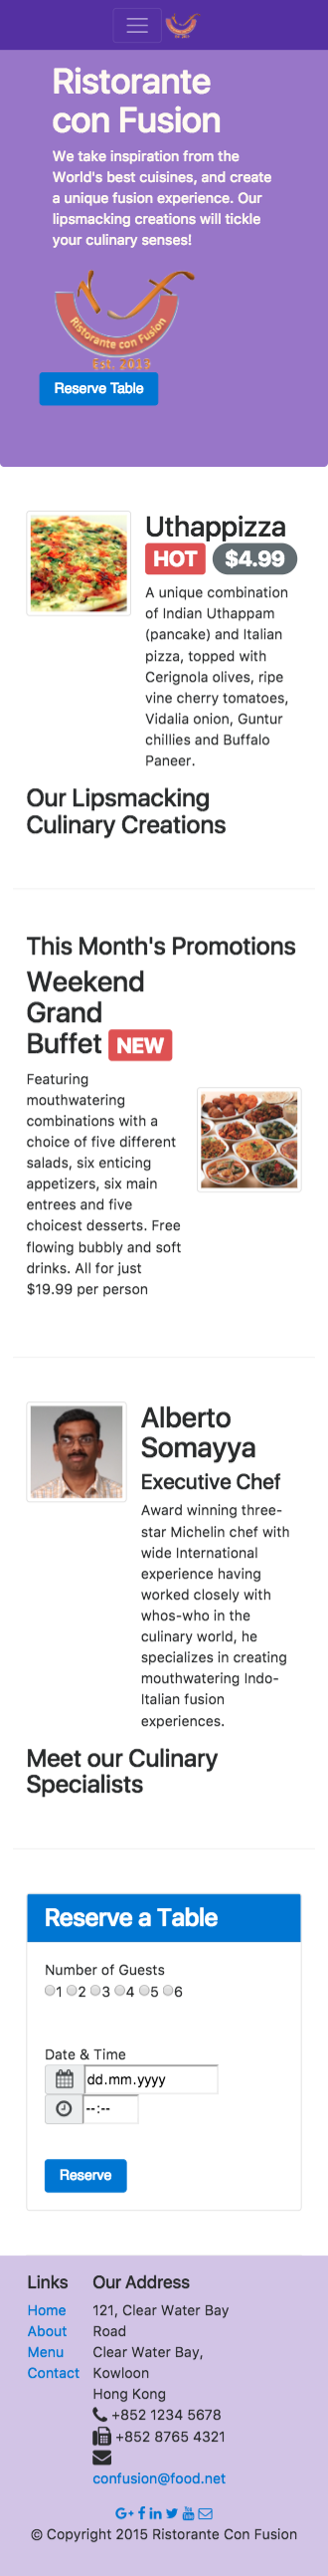 Ristorante
con Fusion
We take inspiration from the
World's best cuisines, and create
a unique fusion experience. Our
lipsmacking creations will tickle
your culinary senses!
Ristorante con Fusion
Est. 2013
Reserve Table
Uthappizza
HOT $4.99
A unique combination
of Indian Uthappam
(pancake) and Italian
pizza, topped with
Cerignola olives, ripe
vine cherry tomatoes,
Vidalia onion, Guntur
chillies and Buffalo
Paneer.
Our Lipsmacking
Culinary Creations
This Month's Promotions
Weekend
Grand
Buffet NEW
Featuring
mouthwatering
combinations with a
choice of five different
salads, six enticing
appetizers, six main
entrees and five
choicest desserts. Free
flowing bubbly and soft
drinks. All for just
$19.99 per person
Alberto
Somayya
Executive Chef
Award winning three-
star Michelin chef with
wide International
experience having
worked closely with
whos-who in the
culinary world, he
specializes in creating
mouthwatering Indo-
Italian fusion
experiences.
Meet our Culinary
Specialists
Reserve a Table
Number of Guests
1 2 3 4 5 6
Date & Time
dd.mm.yyyy
--:--
Reserve
Links
Home
About
Menu
Contact
Our Address
121, Clear Water Bay
Road
Clear Water Bay,
Kowloon
Hong Kong
+852 1234 5678
+852 8765 4321
confusion@food.net
© Copyright 2015 Ristorante Con Fusion